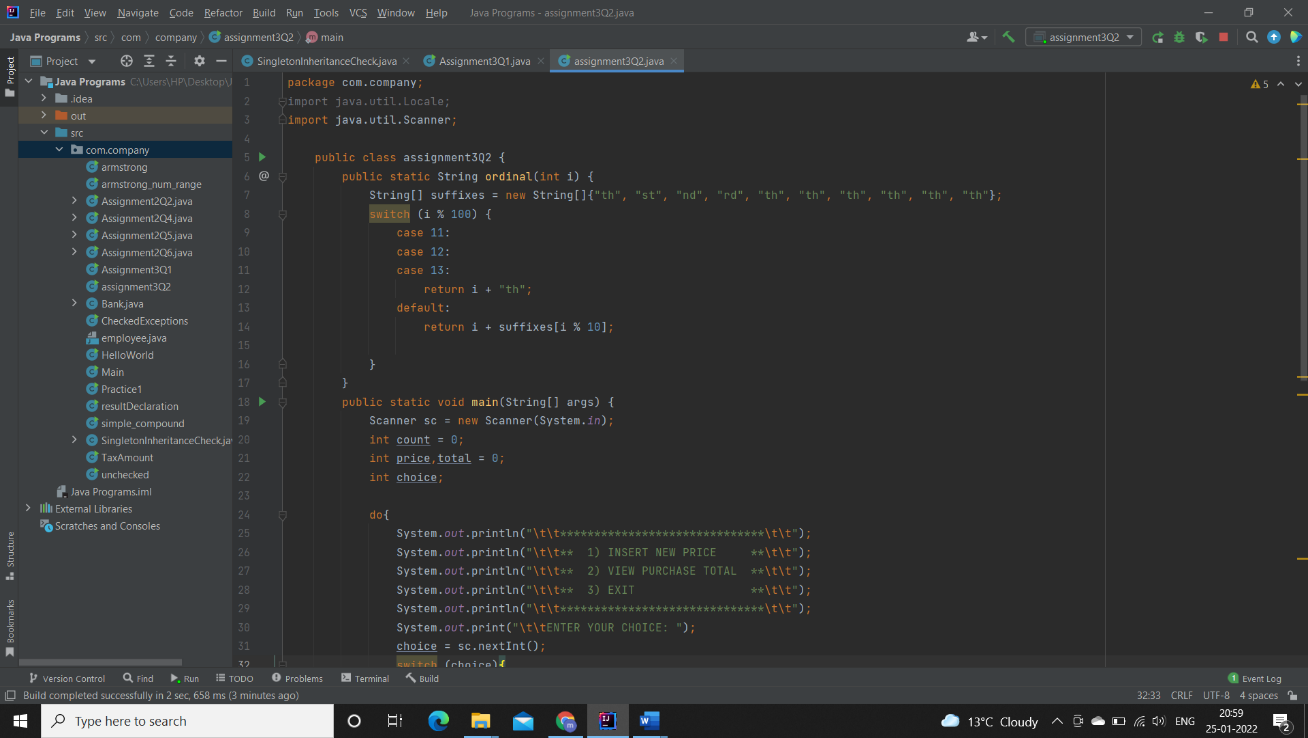 File Edit View Navigate Code Refactor Build Run Tools VCS Window Help Java Programs - assignment3Q2.java
Java Programs src com company assignment3Q2 main assignment3Q2
Project SingletonInheritanceCheck.java Assignment3Q1.java assignment3Q2.java
Project
Java Programs C:\Users\HP\Desktop\J
.idea
out
src
com.company
armstrong
armstrong_num_range
Assignment2Q2.java
Assignment2Q4.java
Assignment2Q5.java
Assignment2Q6.java
Assignment3Q1
assignment3Q2
Bank.java
CheckedExceptions
employee.java
HelloWorld
Main
Practice1
resultDeclaration
simple_compound
SingletonInheritanceCheck.jav
TaxAmount
unchecked
Java Programs.iml
External Libraries
Scratches and Consoles
Structure
Bookmarks
5
1 package com.company;
2 import java.util.Locale;
3 import java.util.Scanner;
4
5 public class assignment3Q2 {
6 @ public static String ordinal(int i) {
7 String[] suffixes = new String[]{"th", "st", "nd", "rd", "th", "th", "th", "th", "th", "th"};
8 switch (i % 100) {
9 case 11:
10 case 12:
11 case 13:
12 return i + "th";
13 default:
14 return i + suffixes[i % 10];
15
16 }
17 }
18 public static void main(String[] args) {
19 Scanner sc = new Scanner(System.in);
20 int count = 0;
21 int price,total = 0;
22 int choice;
23
24 do{
25 System.out.println("\t\t******************************\t\t");
26 System.out.println("\t\t** 1) INSERT NEW PRICE **\t\t");
27 System.out.println("\t\t** 2) VIEW PURCHASE TOTAL **\t\t");
28 System.out.println("\t\t** 3) EXIT **\t\t");
29 System.out.println("\t\t******************************\t\t");
30 System.out.print("\t\tENTER YOUR CHOICE: ");
31 choice = sc.nextInt();
32 switch (choice){
Version Control Find Run TODO Problems Terminal Build 1 Event Log
Build completed successfully in 2 sec, 658 ms (3 minutes ago) 32:33 CRLF UTF-8 4 spaces
Type here to search 13°C Cloudy ENG 20:59
25-01-2022 2